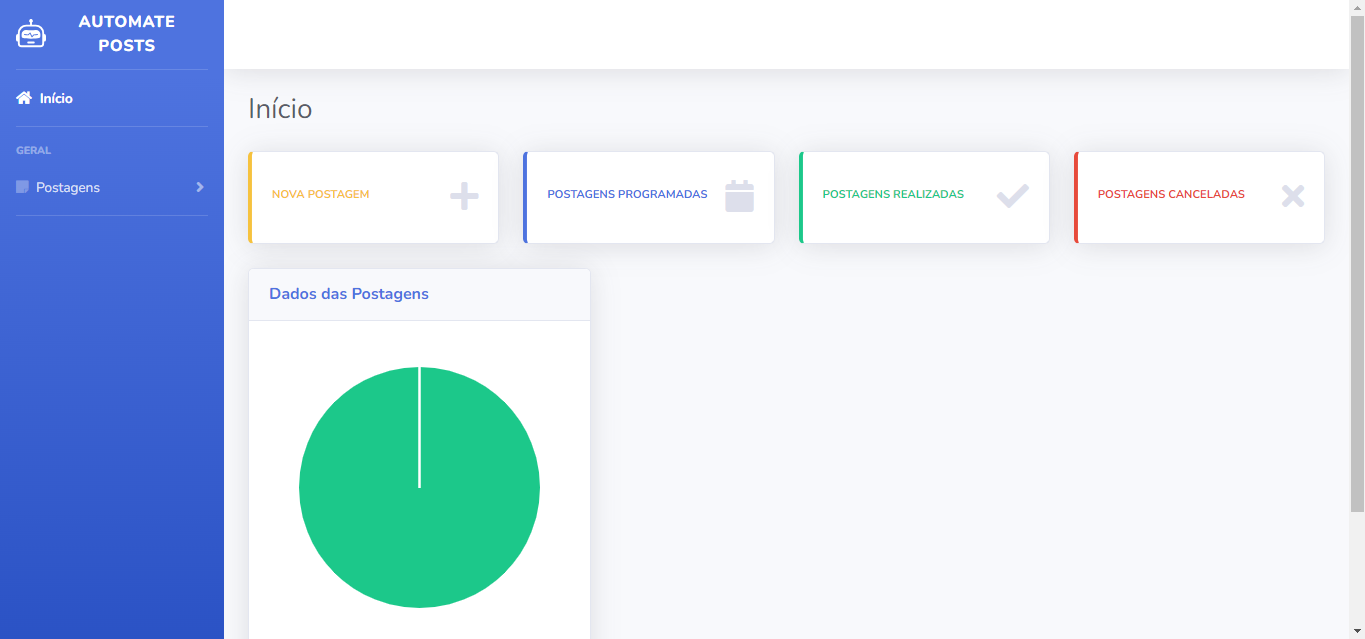 AUTOMATE
POSTS
Início
GERAL
Postagens
Início
NOVA POSTAGEM
POSTAGENS PROGRAMADAS
POSTAGENS REALIZADAS
POSTAGENS CANCELADAS
Dados das Postagens